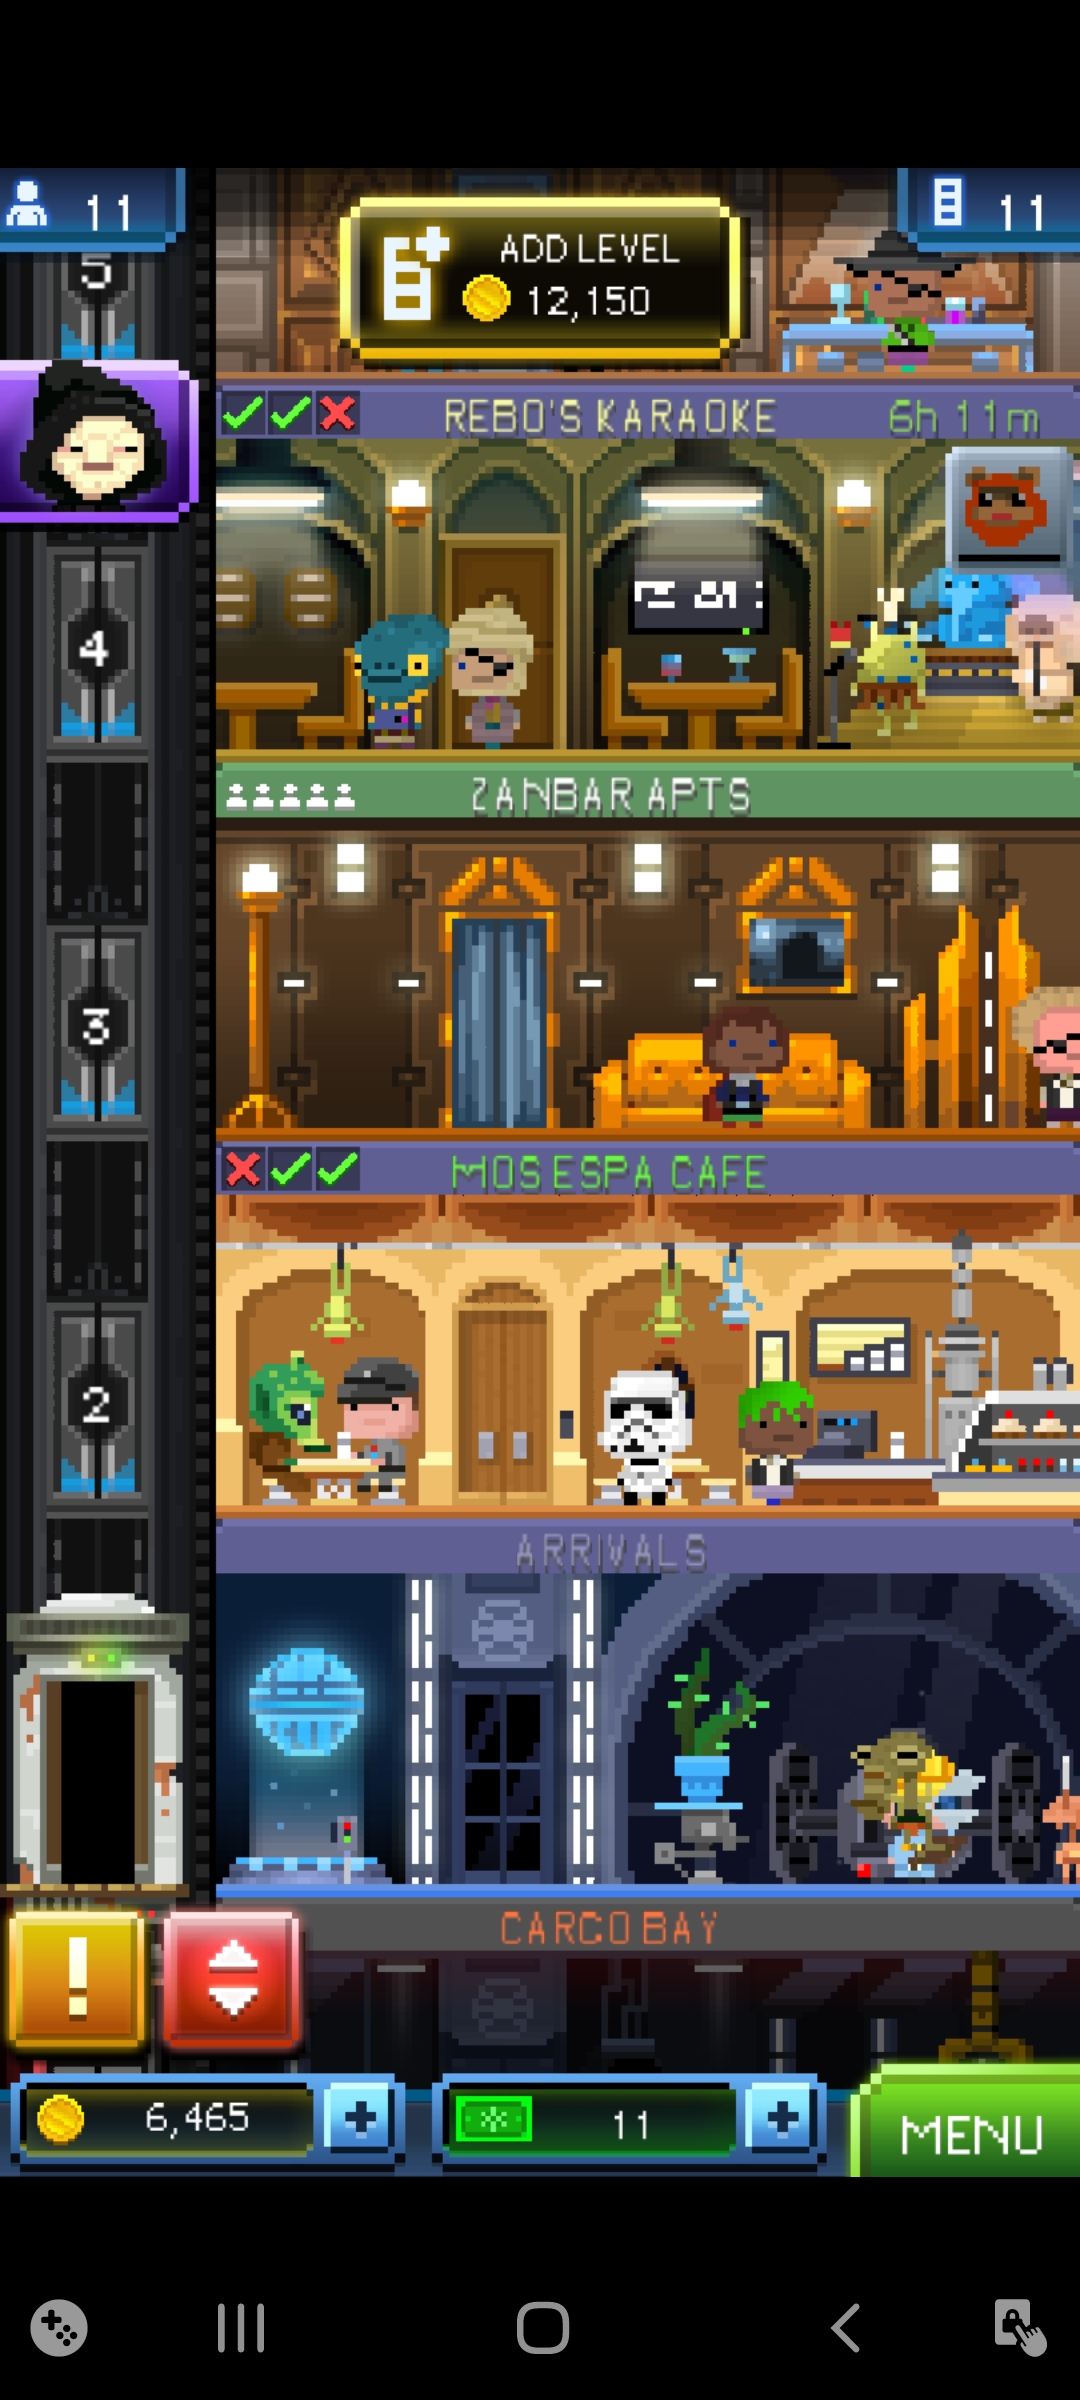 11
ADD LEVEL
12,150
11
5
REBO'S KARAOKE
6h 11m
4
ZANBAR APTS
3
MOS ESPA CAFE
2
ARRIVALS
CARGO BAY
!
6,465
11
MENU